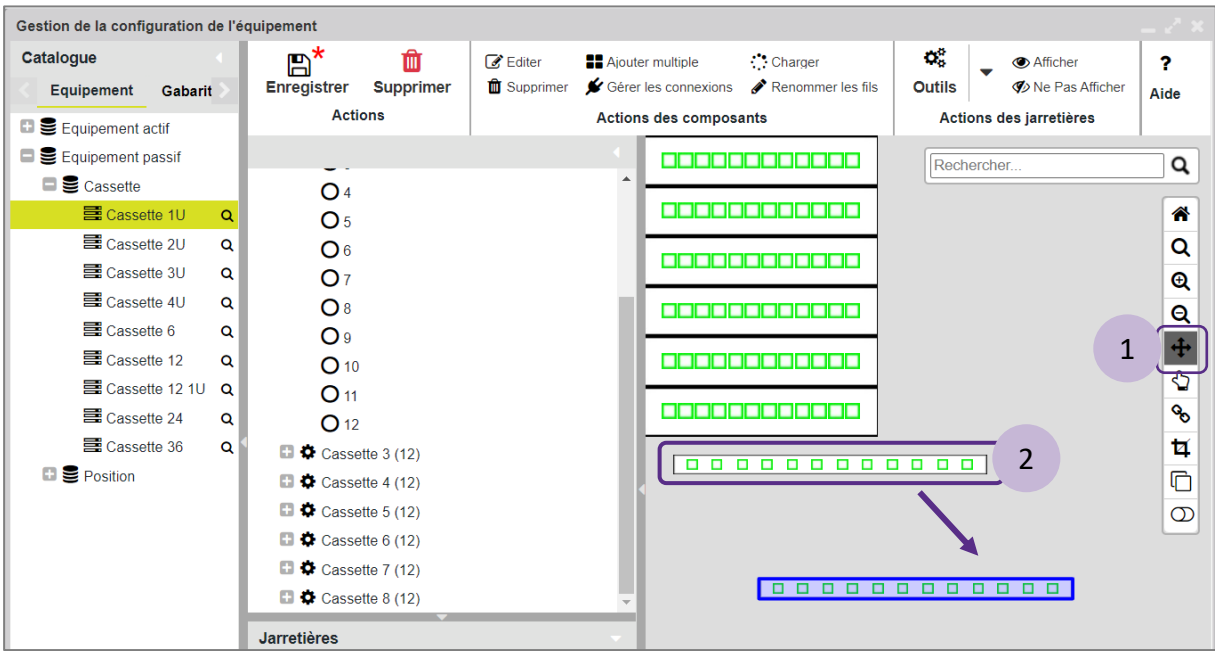 Gestion de la configuration de l'équipement
Catalogue
Equipement Gabarit
Equipement actif
Equipement passif
Cassette
Cassette 1U
Cassette 2U
Cassette 3U
Cassette 4U
Cassette 6
Cassette 12
Cassette 12 1U
Cassette 24
Cassette 36
Position
Enregistrer Supprimer
Actions
Editer Ajouter multiple Charger
Supprimer Gérer les connexions Renommer les fils
Actions des composants
Outils
Afficher
Ne Pas Afficher
Actions des jarretières
?
Aide
4
5
6
7
8
9
10
11
12
Cassette 3 (12)
Cassette 4 (12)
Cassette 5 (12)
Cassette 6 (12)
Cassette 7 (12)
Cassette 8 (12)
Jarretières
Rechercher...
1
2